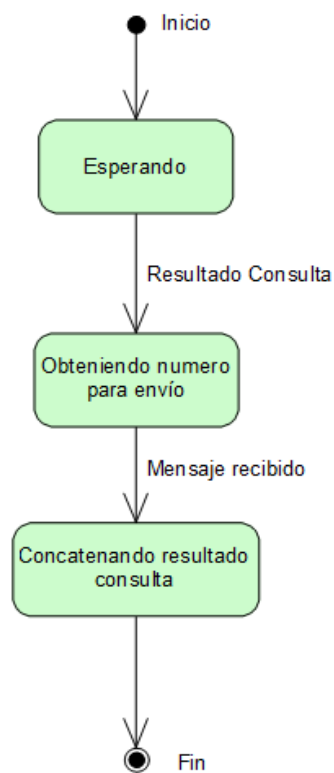 Inicio
Esperando
Resultado Consulta
Obteniendo numero
para envío
Mensaje recibido
Concatenando resultado
consulta
Fin